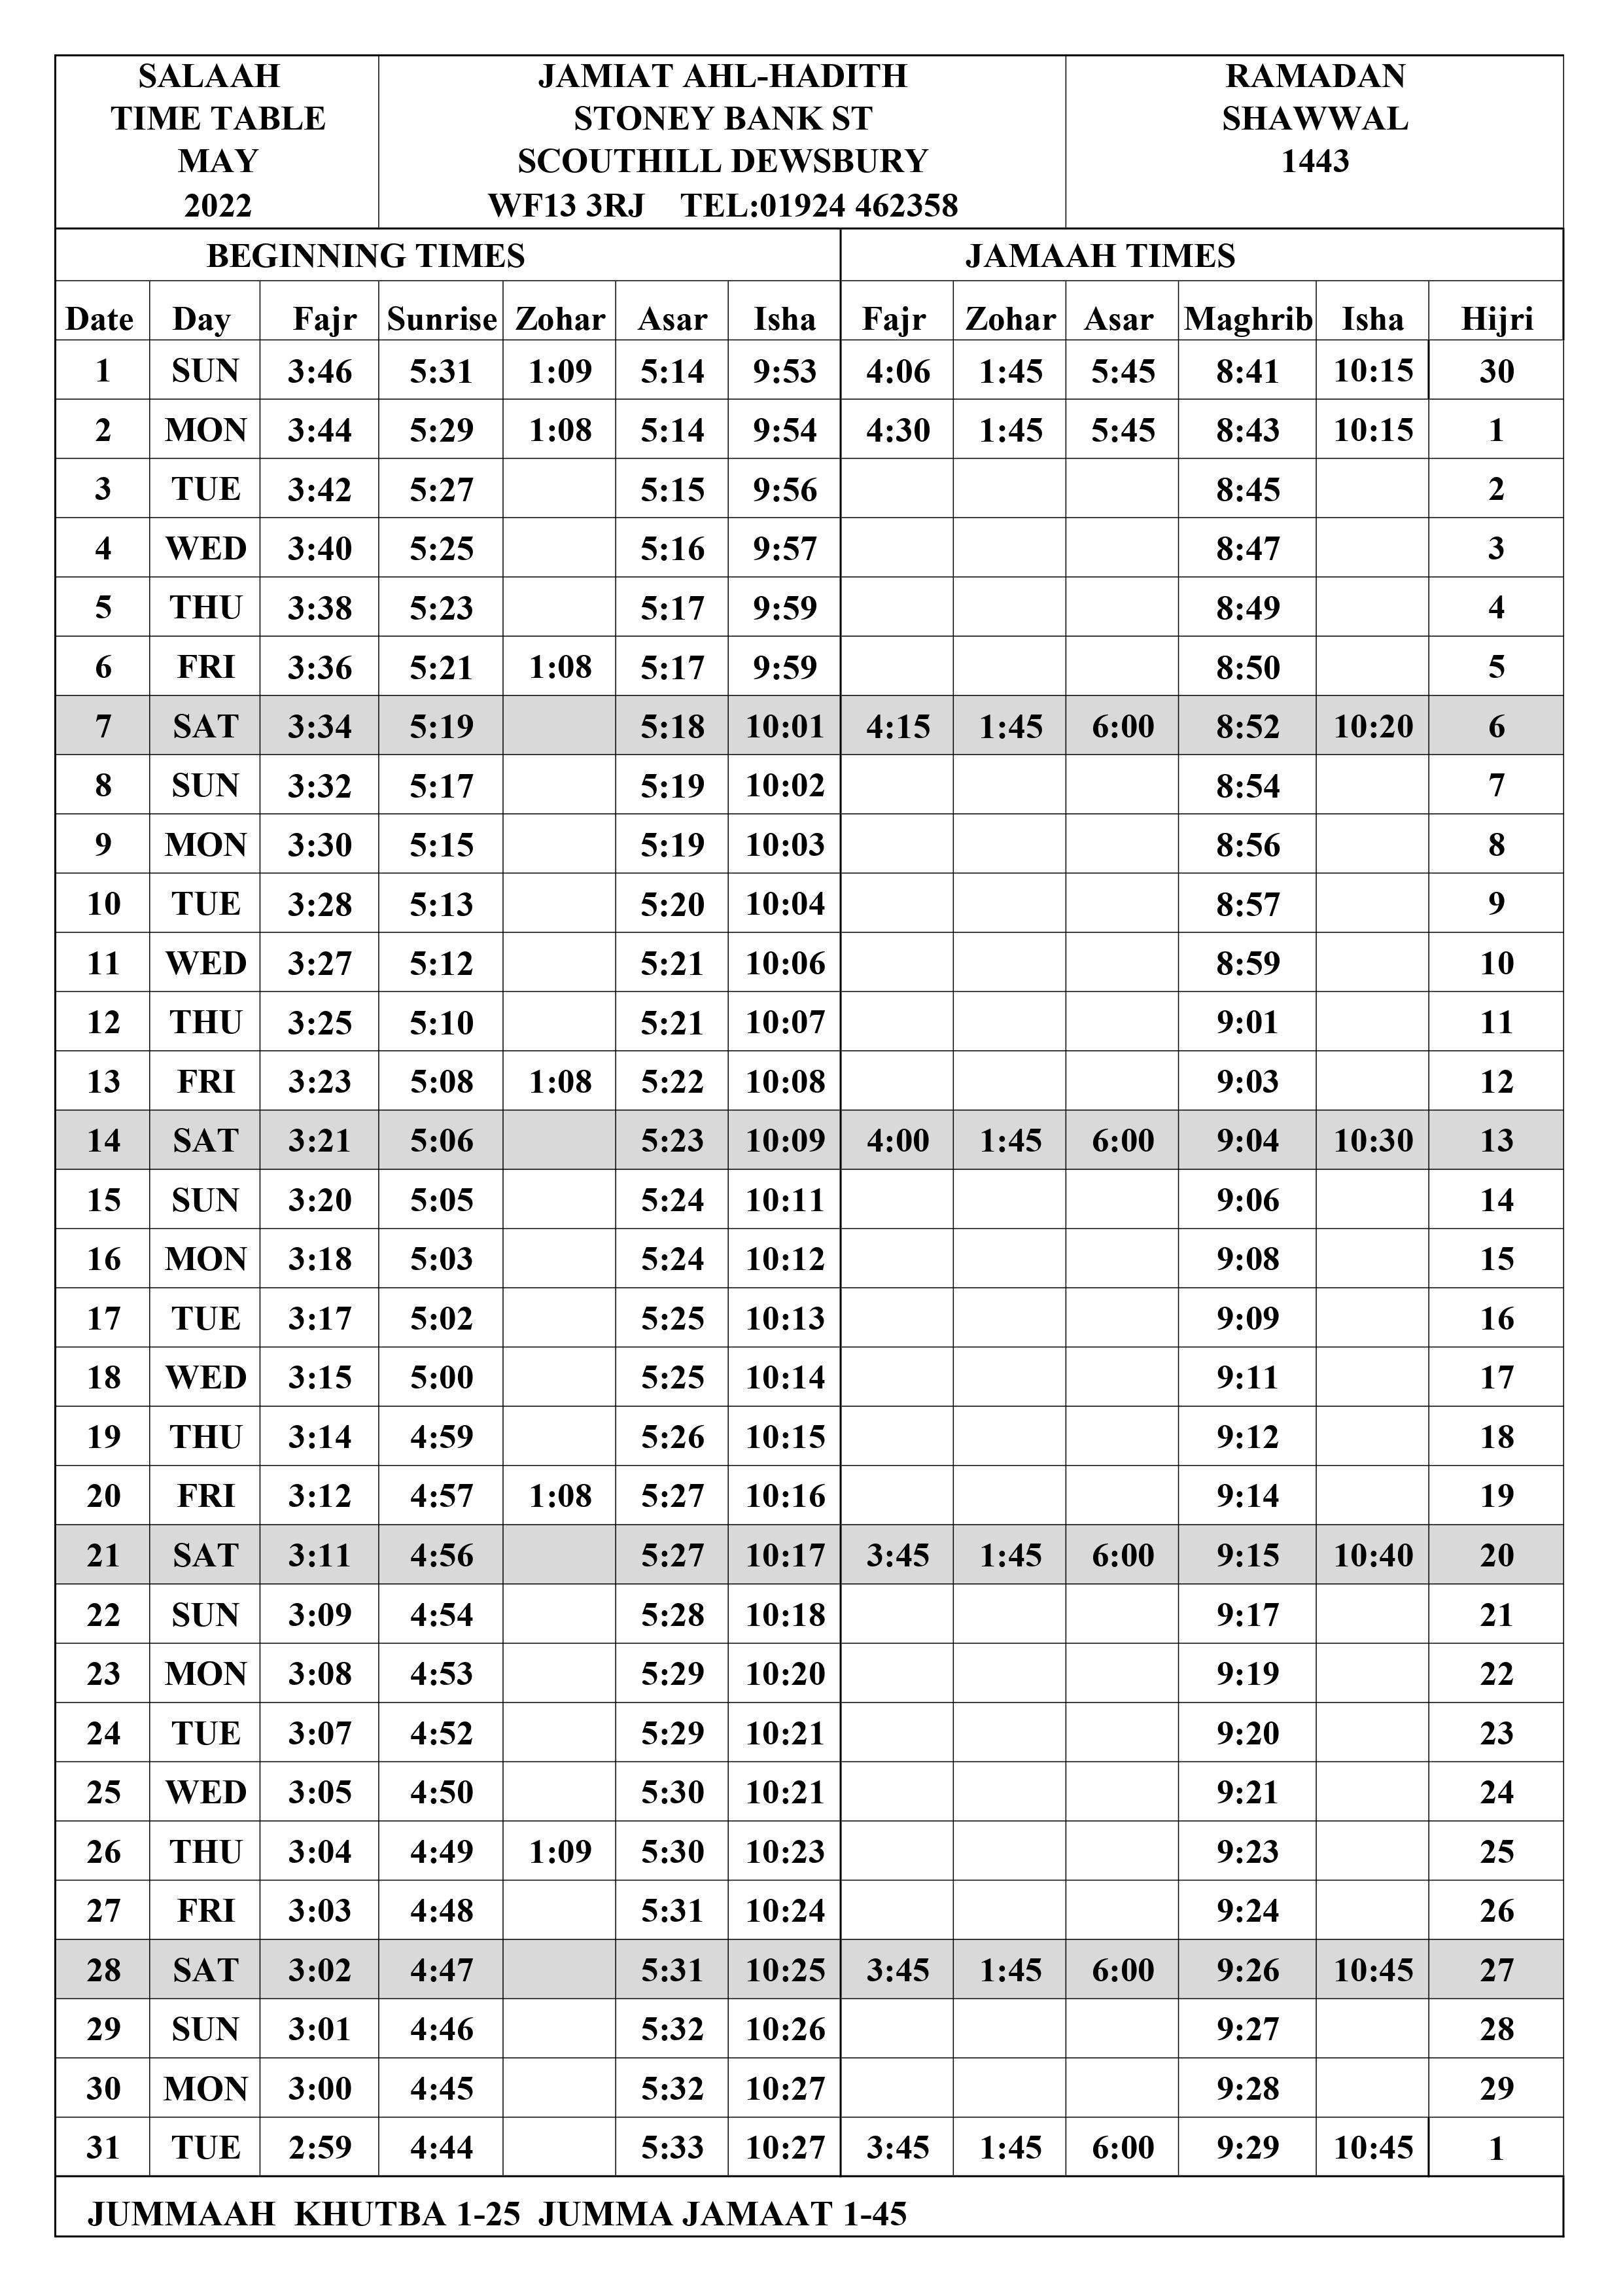 SALAAH
TIME TABLE
MAY
2022
JAMIAT AHL-HADITH
STONEY BANK ST
SCOUTHILL DEWSBURY
WF13 3RJ TEL:01924 462358
RAMADAN
SHAWWAL
1443
BEGINNING TIMES JAMAAH TIMES
Date Day Fajr Sunrise Zohar Asar Isha Fajr Zohar Asar Maghrib Isha Hijri
1 SUN 3:46 5:31 1:09 5:14 9:53 4:06 1:45 5:45 8:41 10:15 30
2 MON 3:44 5:29 1:08 5:14 9:54 4:30 1:45 5:45 8:43 10:15 1
3 TUE 3:42 5:27 5:15 9:56 8:45 2
4 WED 3:40 5:25 5:16 9:57 8:47 3
5 THU 3:38 5:23 5:17 9:59 8:49 4
6 FRI 3:36 5:21 1:08 5:17 9:59 8:50 5
7 SAT 3:34 5:19 5:18 10:01 4:15 1:45 6:00 8:52 10:20 6
8 SUN 3:32 5:17 5:19 10:02 8:54 7
9 MON 3:30 5:15 5:19 10:03 8:56 8
10 TUE 3:28 5:13 5:20 10:04 8:57 9
11 WED 3:27 5:12 5:21 10:06 8:59 10
12 THU 3:25 5:10 5:21 10:07 9:01 11
13 FRI 3:23 5:08 1:08 5:22 10:08 9:03 12
14 SAT 3:21 5:06 5:23 10:09 4:00 1:45 6:00 9:04 10:30 13
15 SUN 3:20 5:05 5:24 10:11 9:06 14
16 MON 3:18 5:03 5:24 10:12 9:08 15
17 TUE 3:17 5:02 5:25 10:13 9:09 16
18 WED 3:15 5:00 5:25 10:14 9:11 17
19 THU 3:14 4:59 5:26 10:15 9:12 18
20 FRI 3:12 4:57 1:08 5:27 10:16 9:14 19
21 SAT 3:11 4:56 5:27 10:17 3:45 1:45 6:00 9:15 10:40 20
22 SUN 3:09 4:54 5:28 10:18 9:17 21
23 MON 3:08 4:53 5:29 10:20 9:19 22
24 TUE 3:07 4:52 5:29 10:21 9:20 23
25 WED 3:05 4:50 5:30 10:21 9:21 24
26 THU 3:04 4:49 1:09 5:30 10:23 9:23 25
27 FRI 3:03 4:48 5:31 10:24 9:24 26
28 SAT 3:02 4:47 5:31 10:25 3:45 1:45 6:00 9:26 10:45 27
29 SUN 3:01 4:46 5:32 10:26 9:27 28
30 MON 3:00 4:45 5:32 10:27 9:28 29
31 TUE 2:59 4:44 5:33 10:27 3:45 1:45 6:00 9:29 10:45 1
JUMMAAH KHUTBA 1-25 JUMMA JAMAAT 1-45